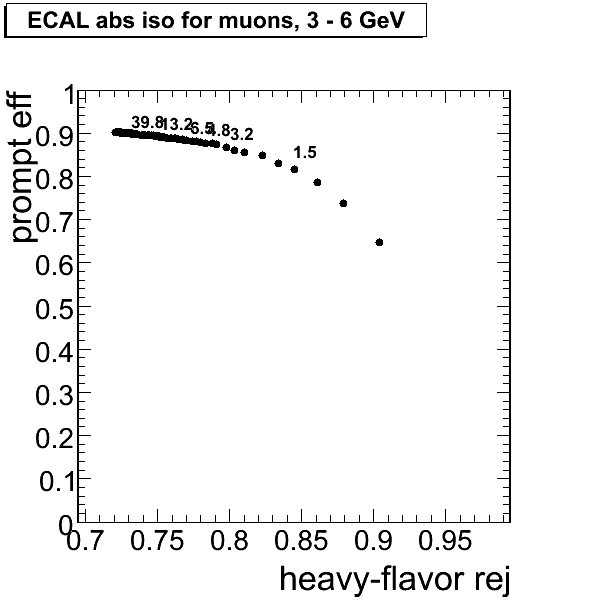 ECAL abs iso for muons, 3 - 6 GeV
prompt eff
1
0.9
0.8
0.7
0.6
0.5
0.4
0.3
0.2
0.1
0
39.8 13.2 6.5 4.8 3.2
1.5
0.7 0.75 0.8 0.85 0.9 0.95
heavy-flavor rej